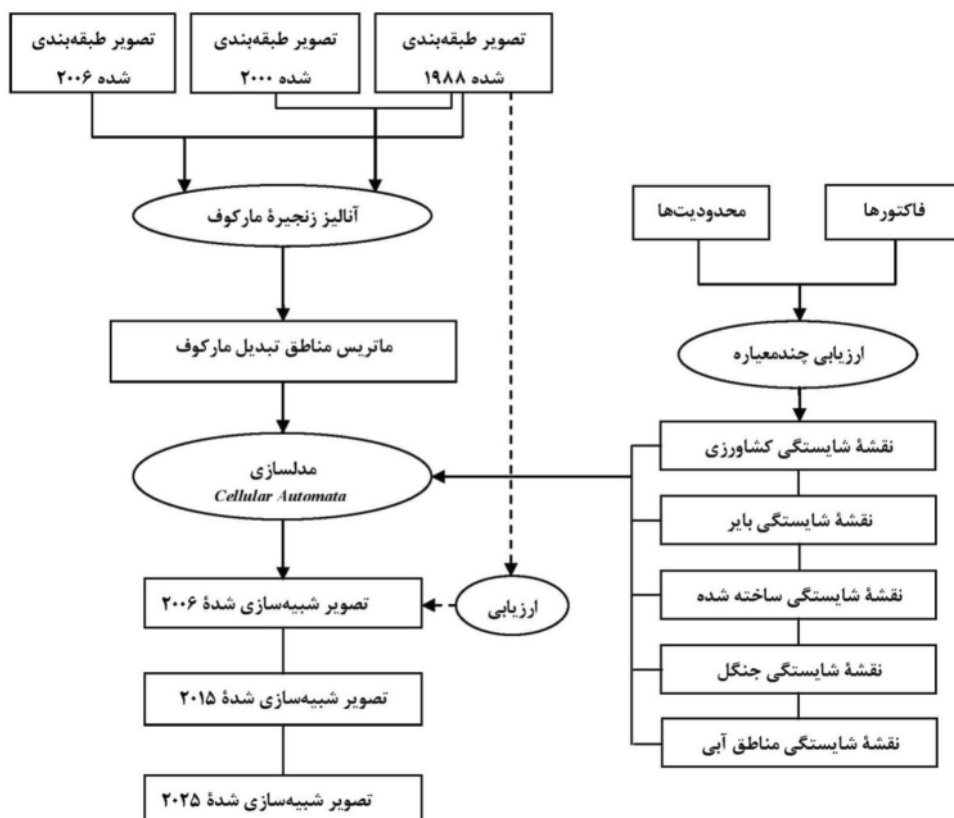 تصویر طبقه‌بندی
شده ۱۹۸۸
تصویر طبقه‌بندی
شده ۲۰۰۰
تصویر طبقه‌بندی
شده ۲۰۰۶
آنالیز زنجیرهٔ مارکوف
ماتریس مناطق تبدیل مارکوف
مدلسازی
Cellular Automata
تصویر شبیه‌سازی شدهٔ ۲۰۰۶
تصویر شبیه‌سازی شدهٔ ۲۰۱۵
تصویر شبیه‌سازی شدهٔ ۲۰۲۵
ارزیابی
فاکتورها
محدودیت‌ها
ارزیابی چندمعیاره
نقشهٔ شایستگی کشاورزی
نقشهٔ شایستگی بایر
نقشهٔ شایستگی ساخته شده
نقشهٔ شایستگی جنگل
نقشهٔ شایستگی مناطق آبی